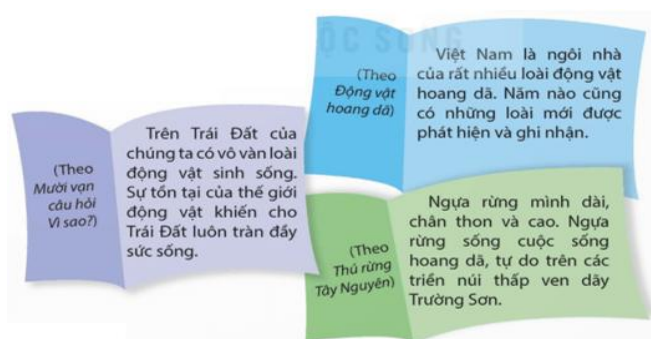 ỘC SỐNG
(Theo
Mười vạn
câu hỏi
Vì sao?)
Trên Trái Đất của
chúng ta có vô vàn loài
động vật sinh sống.
Sự tồn tại của thế giới
động vật khiến cho
Trái Đất luôn tràn đầy
sức sống.
(Theo
Động vật
hoang dã)
Việt Nam là ngôi nhà
của rất nhiều loài động vật
hoang dã. Năm nào cũng
có những loài mới được
phát hiện và ghi nhận.
(Theo
Thú rừng
Tây Nguyên)
Ngựa rừng mình dài,
chân thon và cao. Ngựa
rừng sống cuộc sống
hoang dã, tự do trên các
triền núi thấp ven dãy
Trường Sơn.